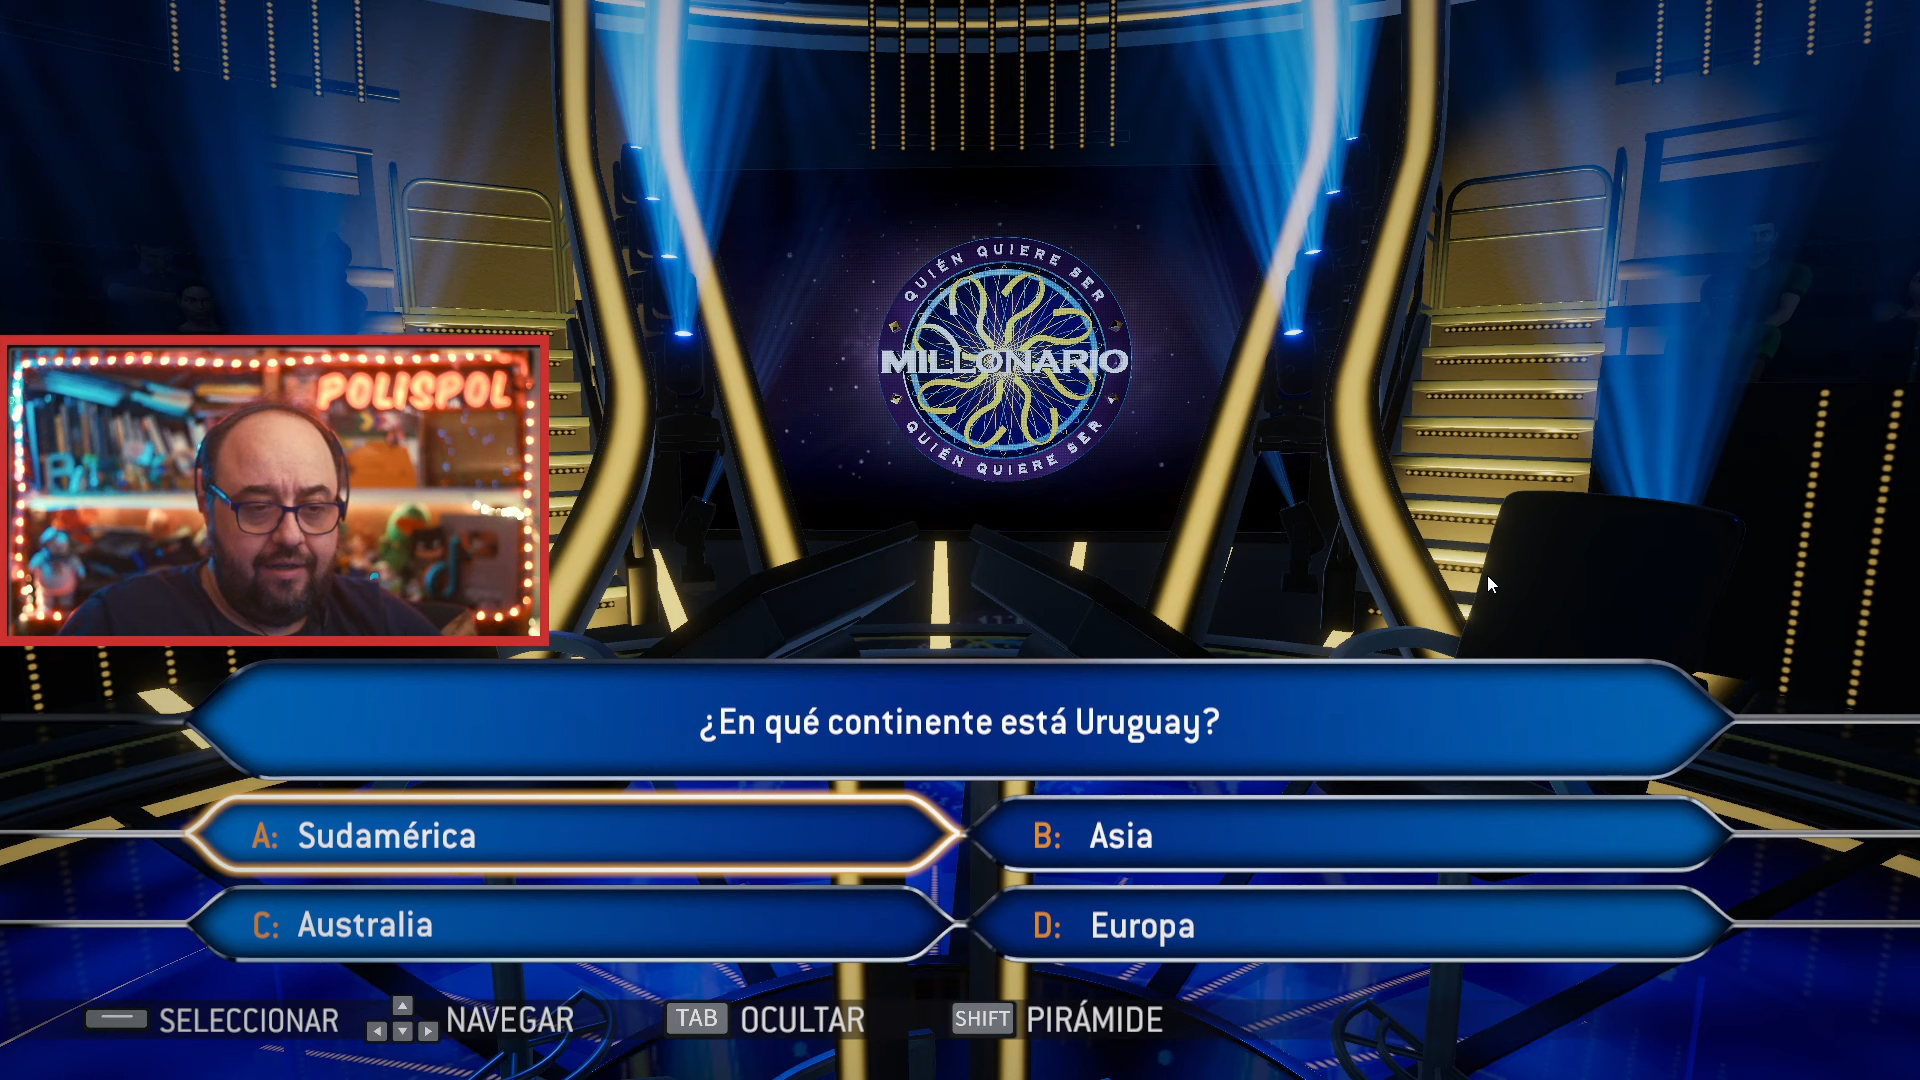 QUIÉN QUIERE SER
MILLONARIO
QUIÉN QUIERE SER
POLISPOL
¿En qué continente está Uruguay?
A: Sudamérica
B: Asia
C: Australia
D: Europa
SELECCIONAR
NAVEGAR
TAB OCULTAR
SHIFT PIRÁMIDE